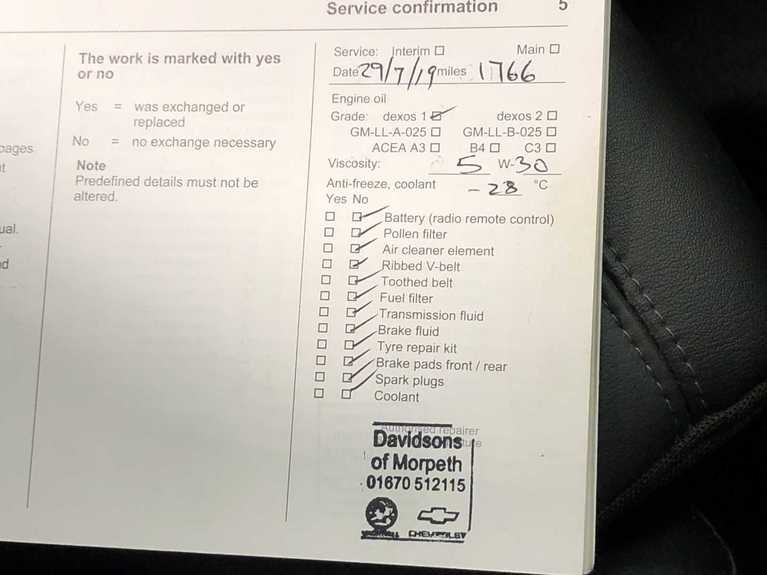 Service confirmation 5
pages
ual.
The work is marked with yes
or no
Yes = was exchanged or
replaced
No = no exchange necessary
Note
Predefined details must not be
altered.
Service: Interim ☐ Main ☐
Date 29/7/19 miles 1766
Engine oil
Grade: dexos 1 ☑ dexos 2 ☐
GM-LL-A-025 ☐ GM-LL-B-025 ☐
ACEA A3 ☐ B4 ☐ C3 ☐
Viscosity: 5 W-30
Anti-freeze, coolant -28 °C
Yes No
☐ ☑ Battery (radio remote control)
☐ ☑ Pollen filter
☐ ☑ Air cleaner element
☐ ☑ Ribbed V-belt
☐ ☑ Toothed belt
☐ ☑ Fuel filter
☐ ☑ Transmission fluid
☐ ☑ Brake fluid
☐ ☑ Tyre repair kit
☐ ☑ Brake pads front / rear
☐ ☑ Spark plugs
☐ ☑ Coolant
Authorised repairer
Davidsons
of Morpeth
01670 512115
CHEVROLET